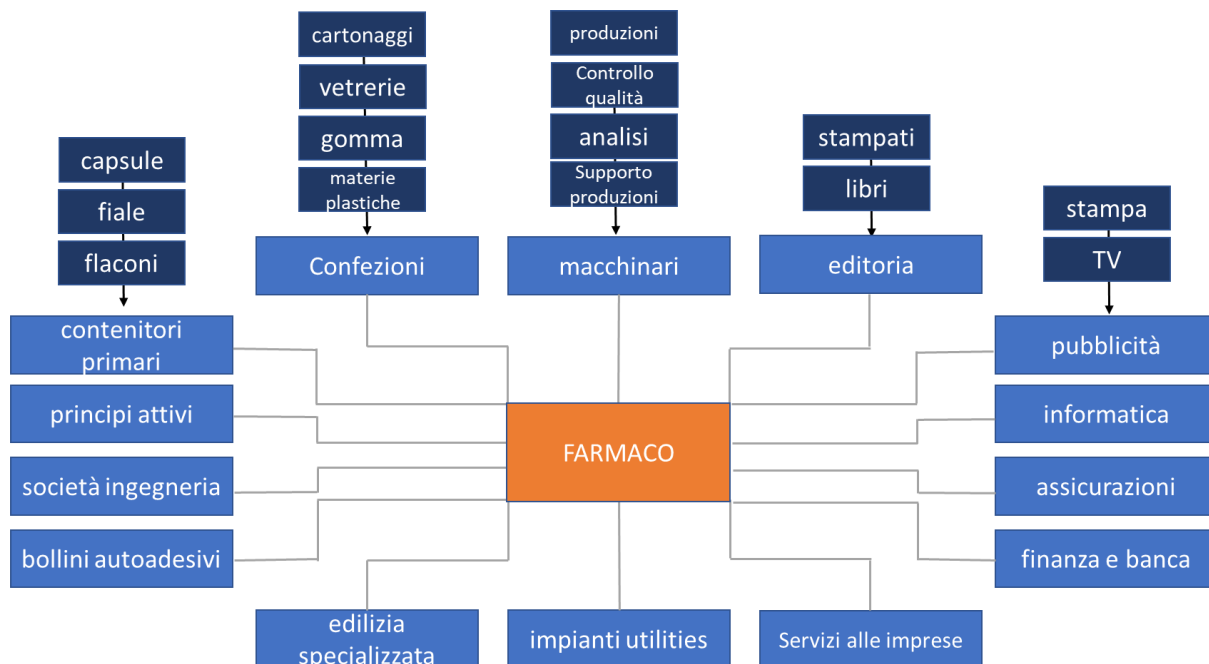 cartonaggi
vetrerie
gomma
materie
plastiche
Confezioni
produzioni
Controllo
qualità
analisi
Supporto
produzioni
macchinari
stampati
libri
editoria
capsule
fiale
flaconi
contenitori
primari
principi attivi
società ingegneria
bollini autoadesivi
stampa
TV
pubblicità
informatica
assicurazioni
finanza e banca
FARMACO
edilizia
specializzata
impianti utilities
Servizi alle imprese